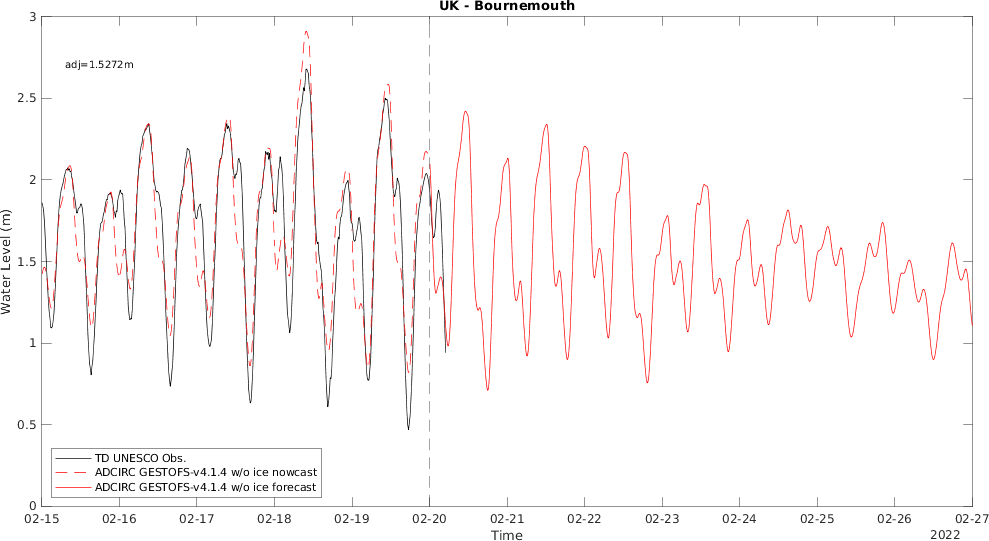 UK - Bournemouth
adj=1.5272m
Water Level (m)
3
2.5
2
1.5
1
0.5
0
TD UNESCO Obs.
ADCIRC GESTOFS-v4.1.4 w/o ice nowcast
ADCIRC GESTOFS-v4.1.4 w/o ice forecast
02-15 02-16 02-17 02-18 02-19 02-20 02-21 02-22 02-23 02-24 02-25 02-26 02-27
Time
2022